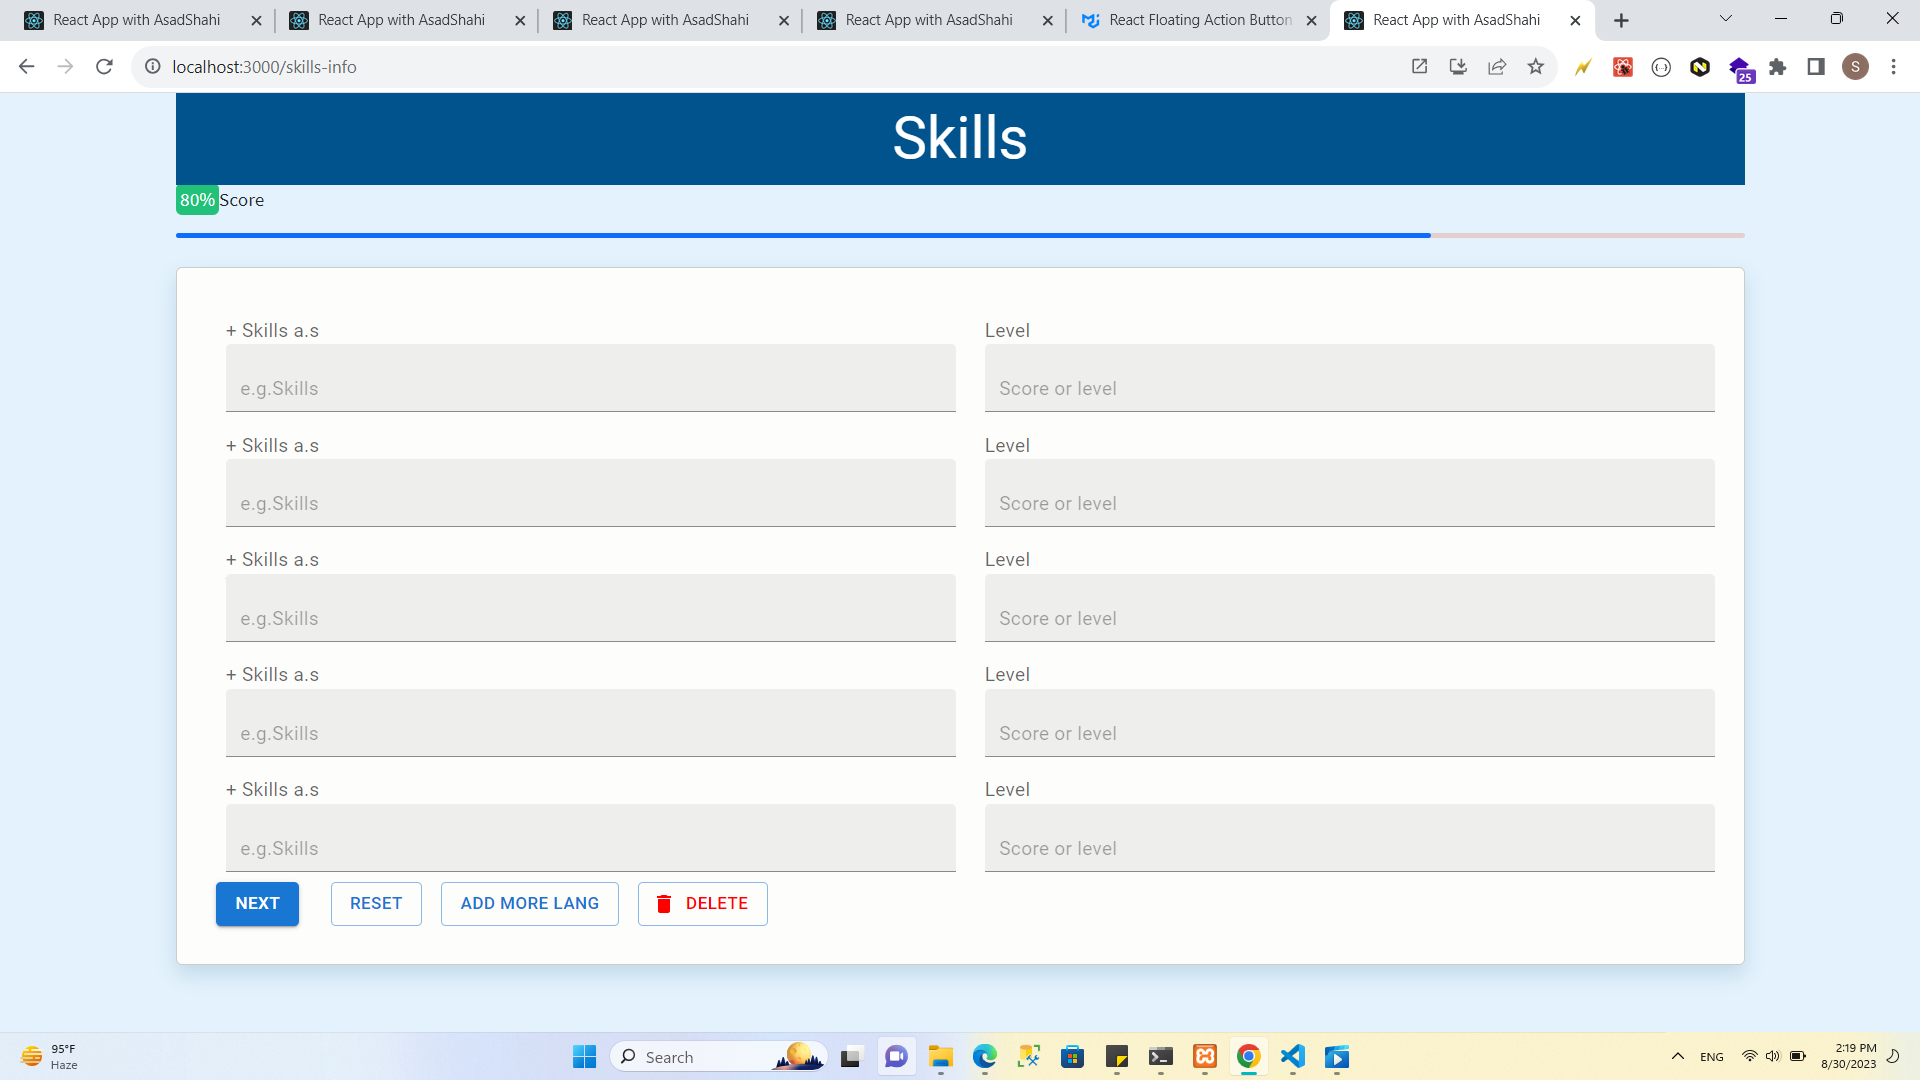 React App with AsadShahi
React App with AsadShahi
React App with AsadShahi
React App with AsadShahi
React Floating Action Button
React App with AsadShahi
localhost:3000/skills-info
25
S
Skills
80% Score
+ Skills a.s
Level
e.g.Skills
Score or level
+ Skills a.s
Level
e.g.Skills
Score or level
+ Skills a.s
Level
e.g.Skills
Score or level
+ Skills a.s
Level
e.g.Skills
Score or level
+ Skills a.s
Level
e.g.Skills
Score or level
NEXT
RESET
ADD MORE LANG
DELETE
95°F
Haze
Search
ENG
2:19 PM
8/30/2023